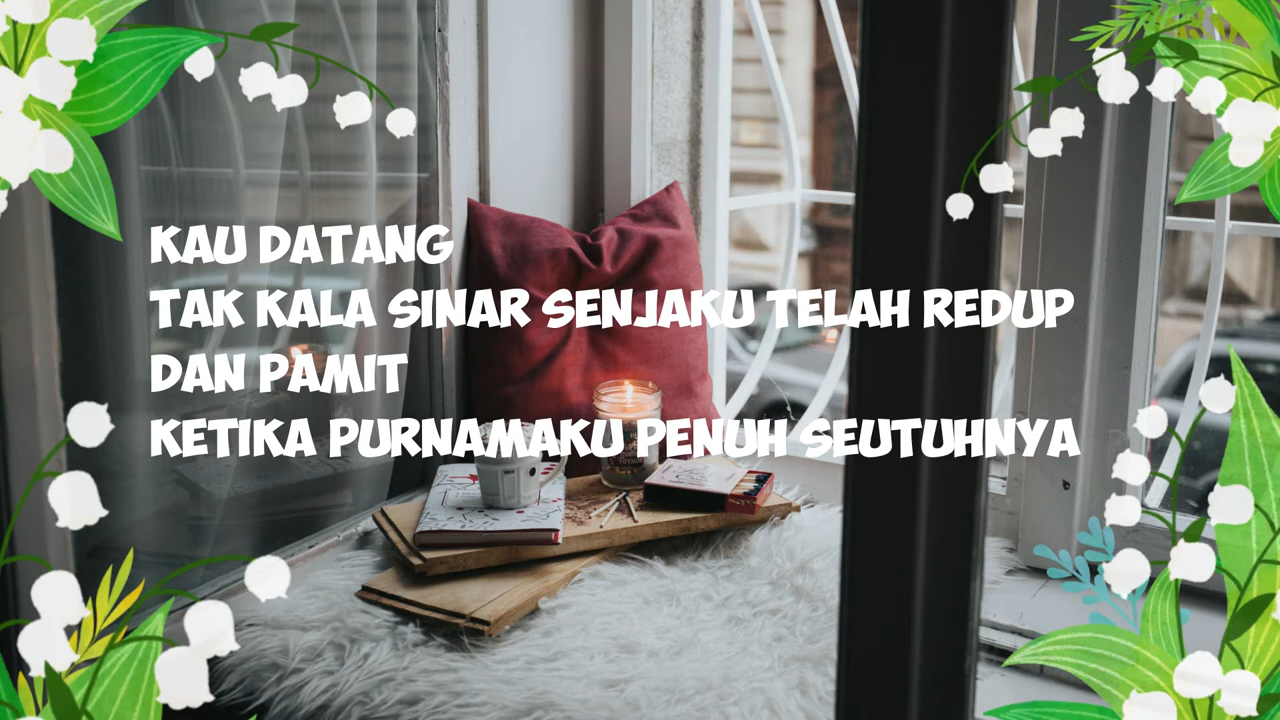 KAU DATANG
TAK KALA SINAR SENJAKU TELAH REDUP
DAN PAMIT
KETIKA PURNAMAKU PENUH SEUTUHNYA